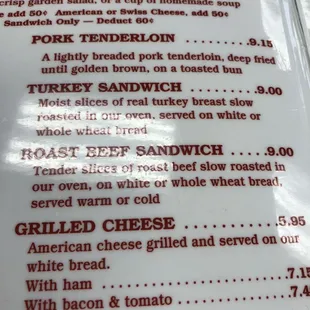 crisp garden salad, or a cup of homemade soup
add 50¢ American or Swiss Cheese, add 50¢
Sandwich Only — Deduct 60¢
PORK TENDERLOIN .........9.15
A lightly breaded pork tenderloin, deep fried
until golden brown, on a toasted bun
TURKEY SANDWICH .........9.00
Moist slices of real turkey breast slow
roasted in our oven, served on white or
whole wheat bread
ROAST BEEF SANDWICH ....9.00
Tender slices of roast beef slow roasted in
our oven, on white or whole wheat bread,
served warm or cold
GRILLED CHEESE ............5.95
American cheese grilled and served on our
white bread.
With ham ........................7.15
With bacon & tomato ..............7.4